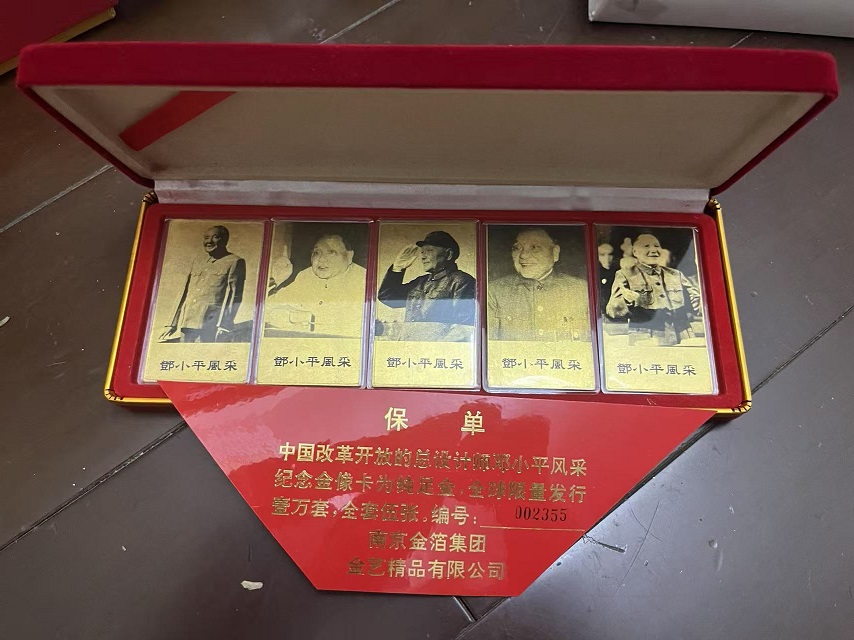 鄧小平風采
鄧小平風采
鄧小平風采
鄧小平風采
鄧小平風采
保 单
中国改革开放的总设计师邓小平风采
纪念金像卡为纯足金,全球限量发行
壹万套,全套伍张。编号:002355
南京金箔集团
金艺精品有限公司